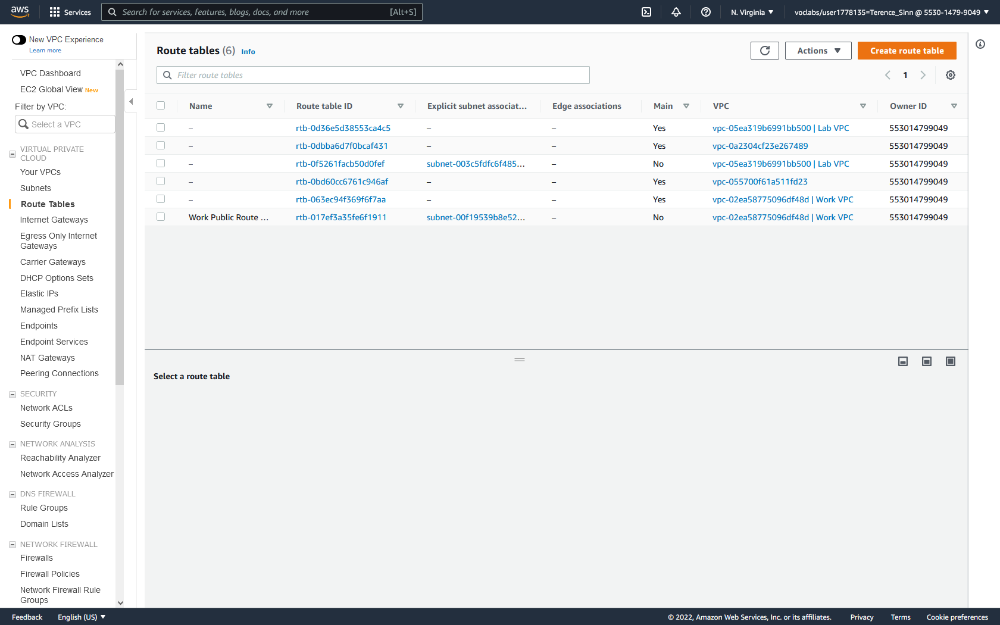 aws
Services
Search for services, features, blogs, docs, and more
[Alt+S]
N. Virginia
voclabs/user1778135=Terence_Sinn @ 5530-1479-9049
New VPC Experience
Learn more
VPC Dashboard
EC2 Global View New
Filter by VPC:
Select a VPC
VIRTUAL PRIVATE
CLOUD
Your VPCs
Subnets
Route Tables
Internet Gateways
Egress Only Internet
Gateways
Carrier Gateways
DHCP Options Sets
Elastic IPs
Managed Prefix Lists
Endpoints
Endpoint Services
NAT Gateways
Peering Connections
SECURITY
Network ACLs
Security Groups
NETWORK ANALYSIS
Reachability Analyzer
Network Access Analyzer
DNS FIREWALL
Rule Groups
Domain Lists
NETWORK FIREWALL
Firewalls
Firewall Policies
Network Firewall Rule
Groups
Route tables (6) Info
Actions
Create route table
Filter route tables
1
Name Route table ID Explicit subnet associat... Edge associations Main VPC Owner ID
– rtb-0d36e5d38553ca4c5 – – Yes vpc-05ea319b6991bb500 | Lab VPC 553014799049
– rtb-0dbba6d7f0bcaf431 – – Yes vpc-0a2304cf23e267489 553014799049
– rtb-0f5261facb50d0fef subnet-003c5fdfc6f485... – No vpc-05ea319b6991bb500 | Lab VPC 553014799049
– rtb-0bd60cc6761c946af – – Yes vpc-055700f61a511fd23 553014799049
– rtb-063ec94f369f6f7aa – – Yes vpc-02ea58775096df48d | Work VPC 553014799049
Work Public Route ... rtb-017ef3a35fe6f1911 subnet-00f19539b8e52... – No vpc-02ea58775096df48d | Work VPC 553014799049
Select a route table
Feedback
English (US)
© 2022, Amazon Web Services, Inc. or its affiliates.
Privacy
Terms
Cookie preferences